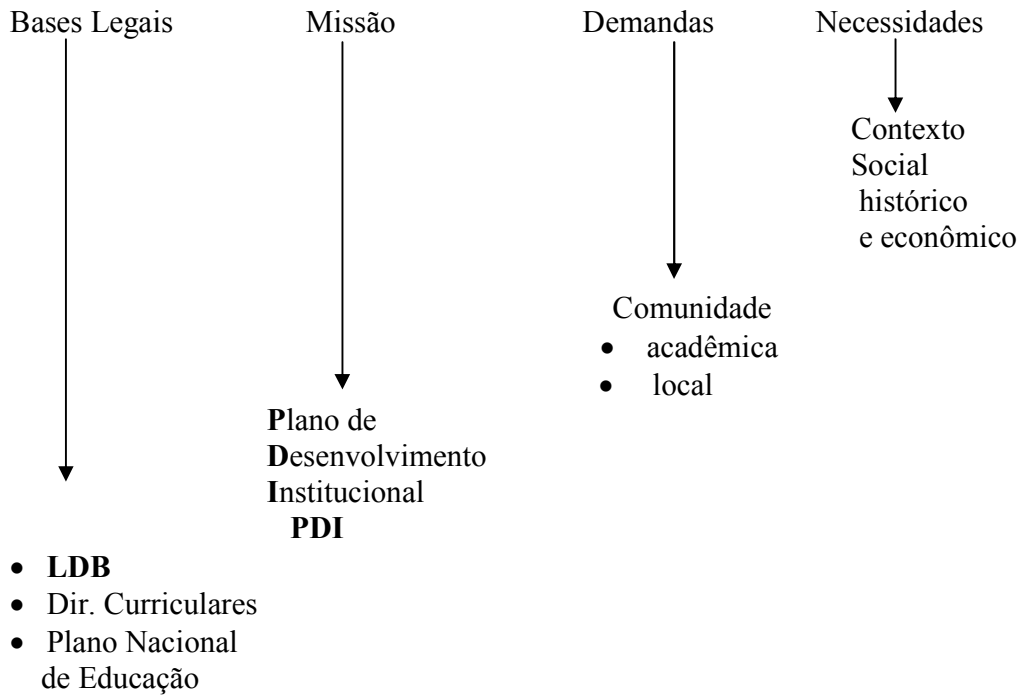 Bases Legais
Missão
Demandas
Necessidades
Contexto
Social
histórico
e econômico
Comunidade
• acadêmica
• local
Plano de
Desenvolvimento
Institucional
PDI
• LDB
• Dir. Curriculares
• Plano Nacional
de Educação